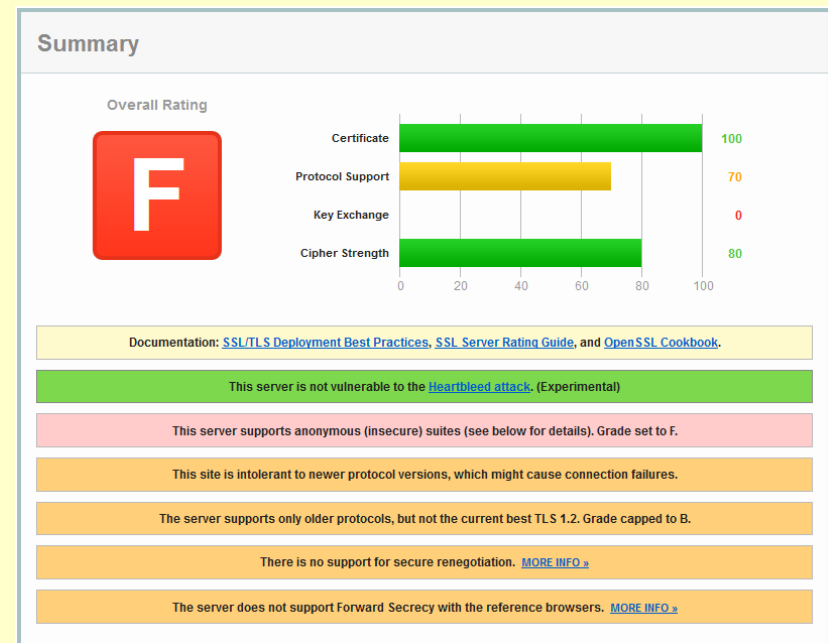 Summary
Overall Rating
F
Certificate 100
Protocol Support 70
Key Exchange 0
Cipher Strength 80
0 20 40 60 80 100
Documentation: SSL/TLS Deployment Best Practices, SSL Server Rating Guide, and OpenSSL Cookbook.
This server is not vulnerable to the Heartbleed attack. (Experimental)
This server supports anonymous (insecure) suites (see below for details). Grade set to F.
This site is intolerant to newer protocol versions, which might cause connection failures.
The server supports only older protocols, but not the current best TLS 1.2. Grade capped to B.
There is no support for secure renegotiation. MORE INFO »
The server does not support Forward Secrecy with the reference browsers. MORE INFO »